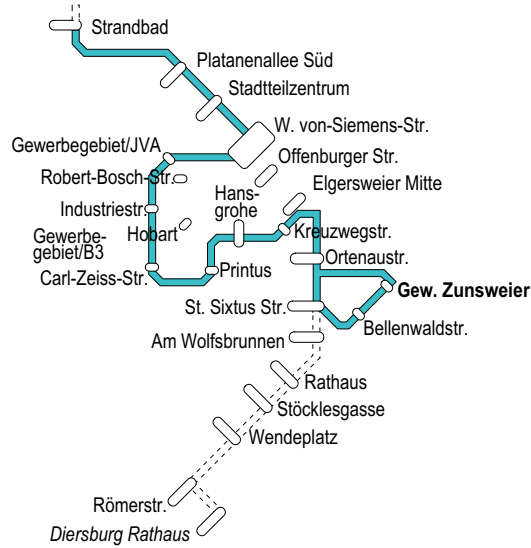 Strandbad
Platanenallee Süd
Stadtteilzentrum
W. von-Siemens-Str.
Gewerbegebiet/JVA
Offenburger Str.
Robert-Bosch-Str.
Elgersweier Mitte
Hans-
grohe
Industriestr.
Hobart
Kreuzwegstr.
Gewerbe-
gebiet/B3
Ortenaustr.
Carl-Zeiss-Str.
Printus
Gew. Zunsweier
St. Sixtus Str.
Bellenwaldstr.
Am Wolfsbrunnen
Rathaus
Stöcklesgasse
Wendeplatz
Römerstr.
Diersburg Rathaus